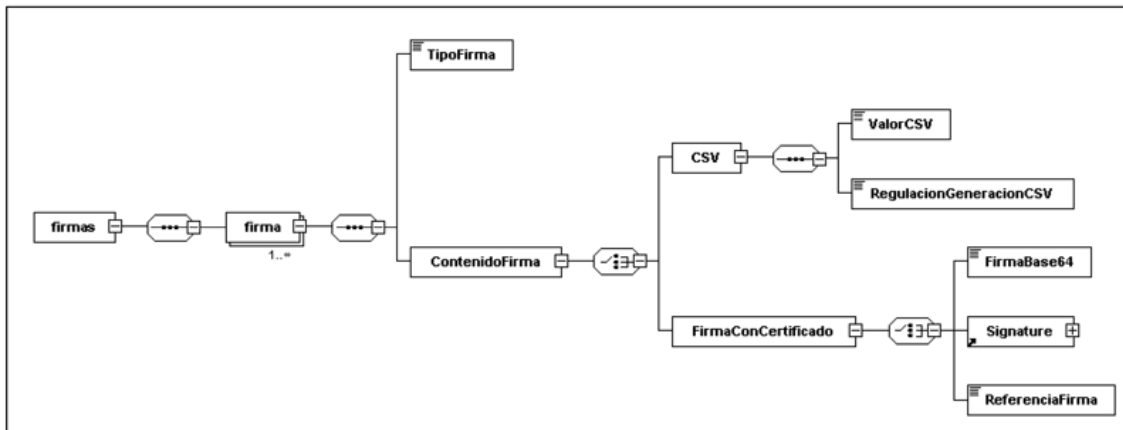 TipoFirma
ValorCSV
CSV
RegulacionGeneracionCSV
firmas
firma
1..∞
ContenidoFirma
FirmaBase64
FirmaConCertificado
Signature
ReferenciaFirma